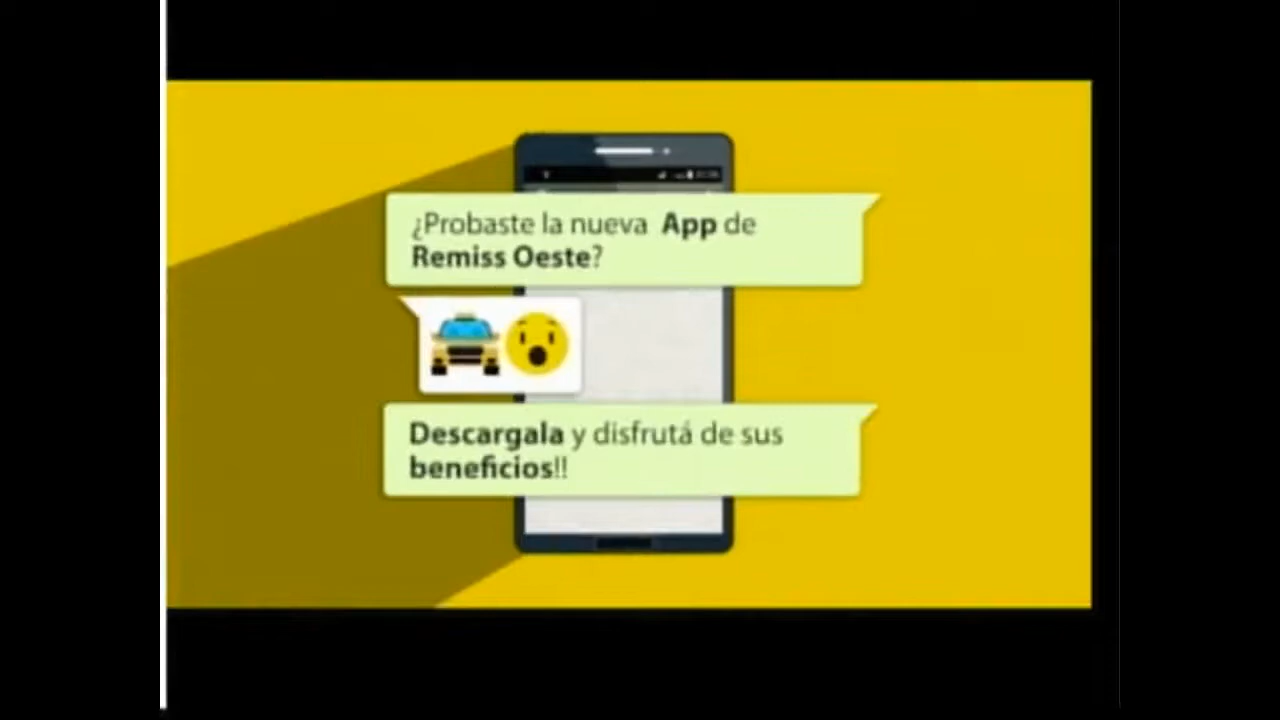 ¿Probaste la nueva App de
Remiss Oeste?
Descargala y disfrutá de sus
beneficios!!